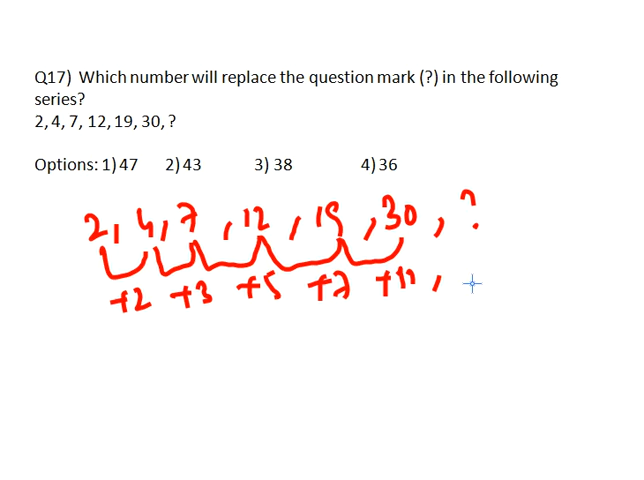 Q17) Which number will replace the question mark (?) in the following
series?
2, 4, 7, 12, 19, 30, ?
Options: 1) 47 2) 43 3) 38 4) 36
2, 4, 7, 12, 19, 30, ?
+2 +3 +5 +7 +11,